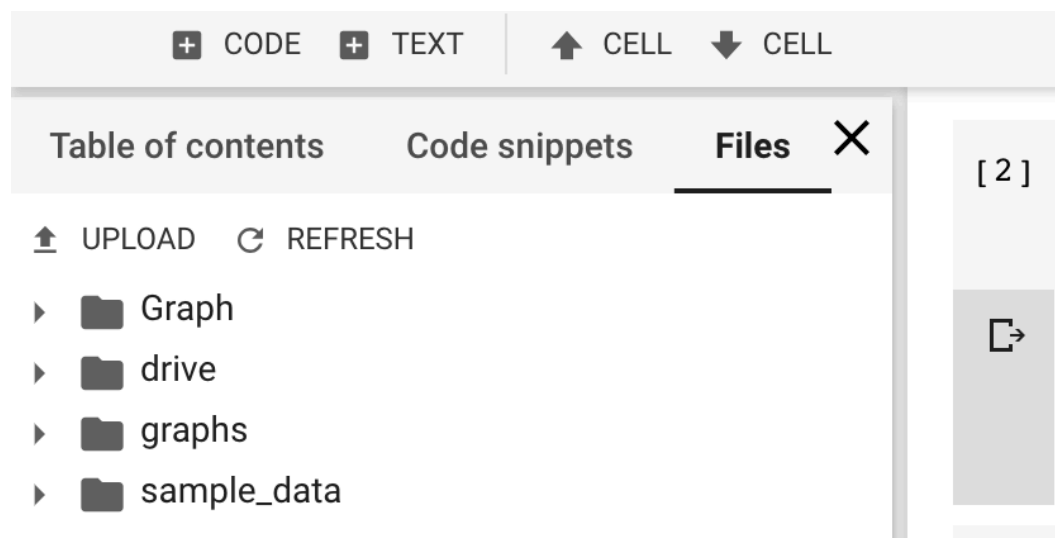 CODE TEXT CELL CELL
Table of contents Code snippets Files
[2]
UPLOAD REFRESH
Graph
drive
graphs
sample_data